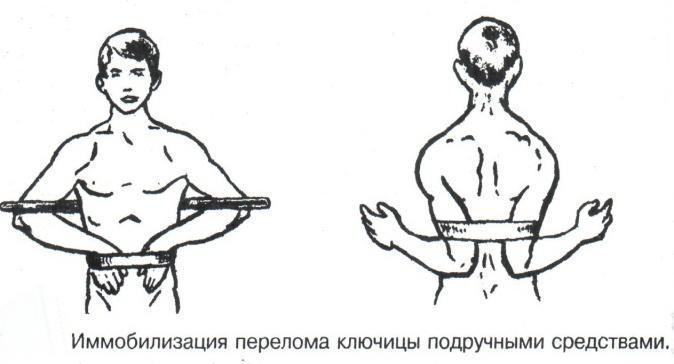 Иммобилизация перелома ключицы подручными средствами.